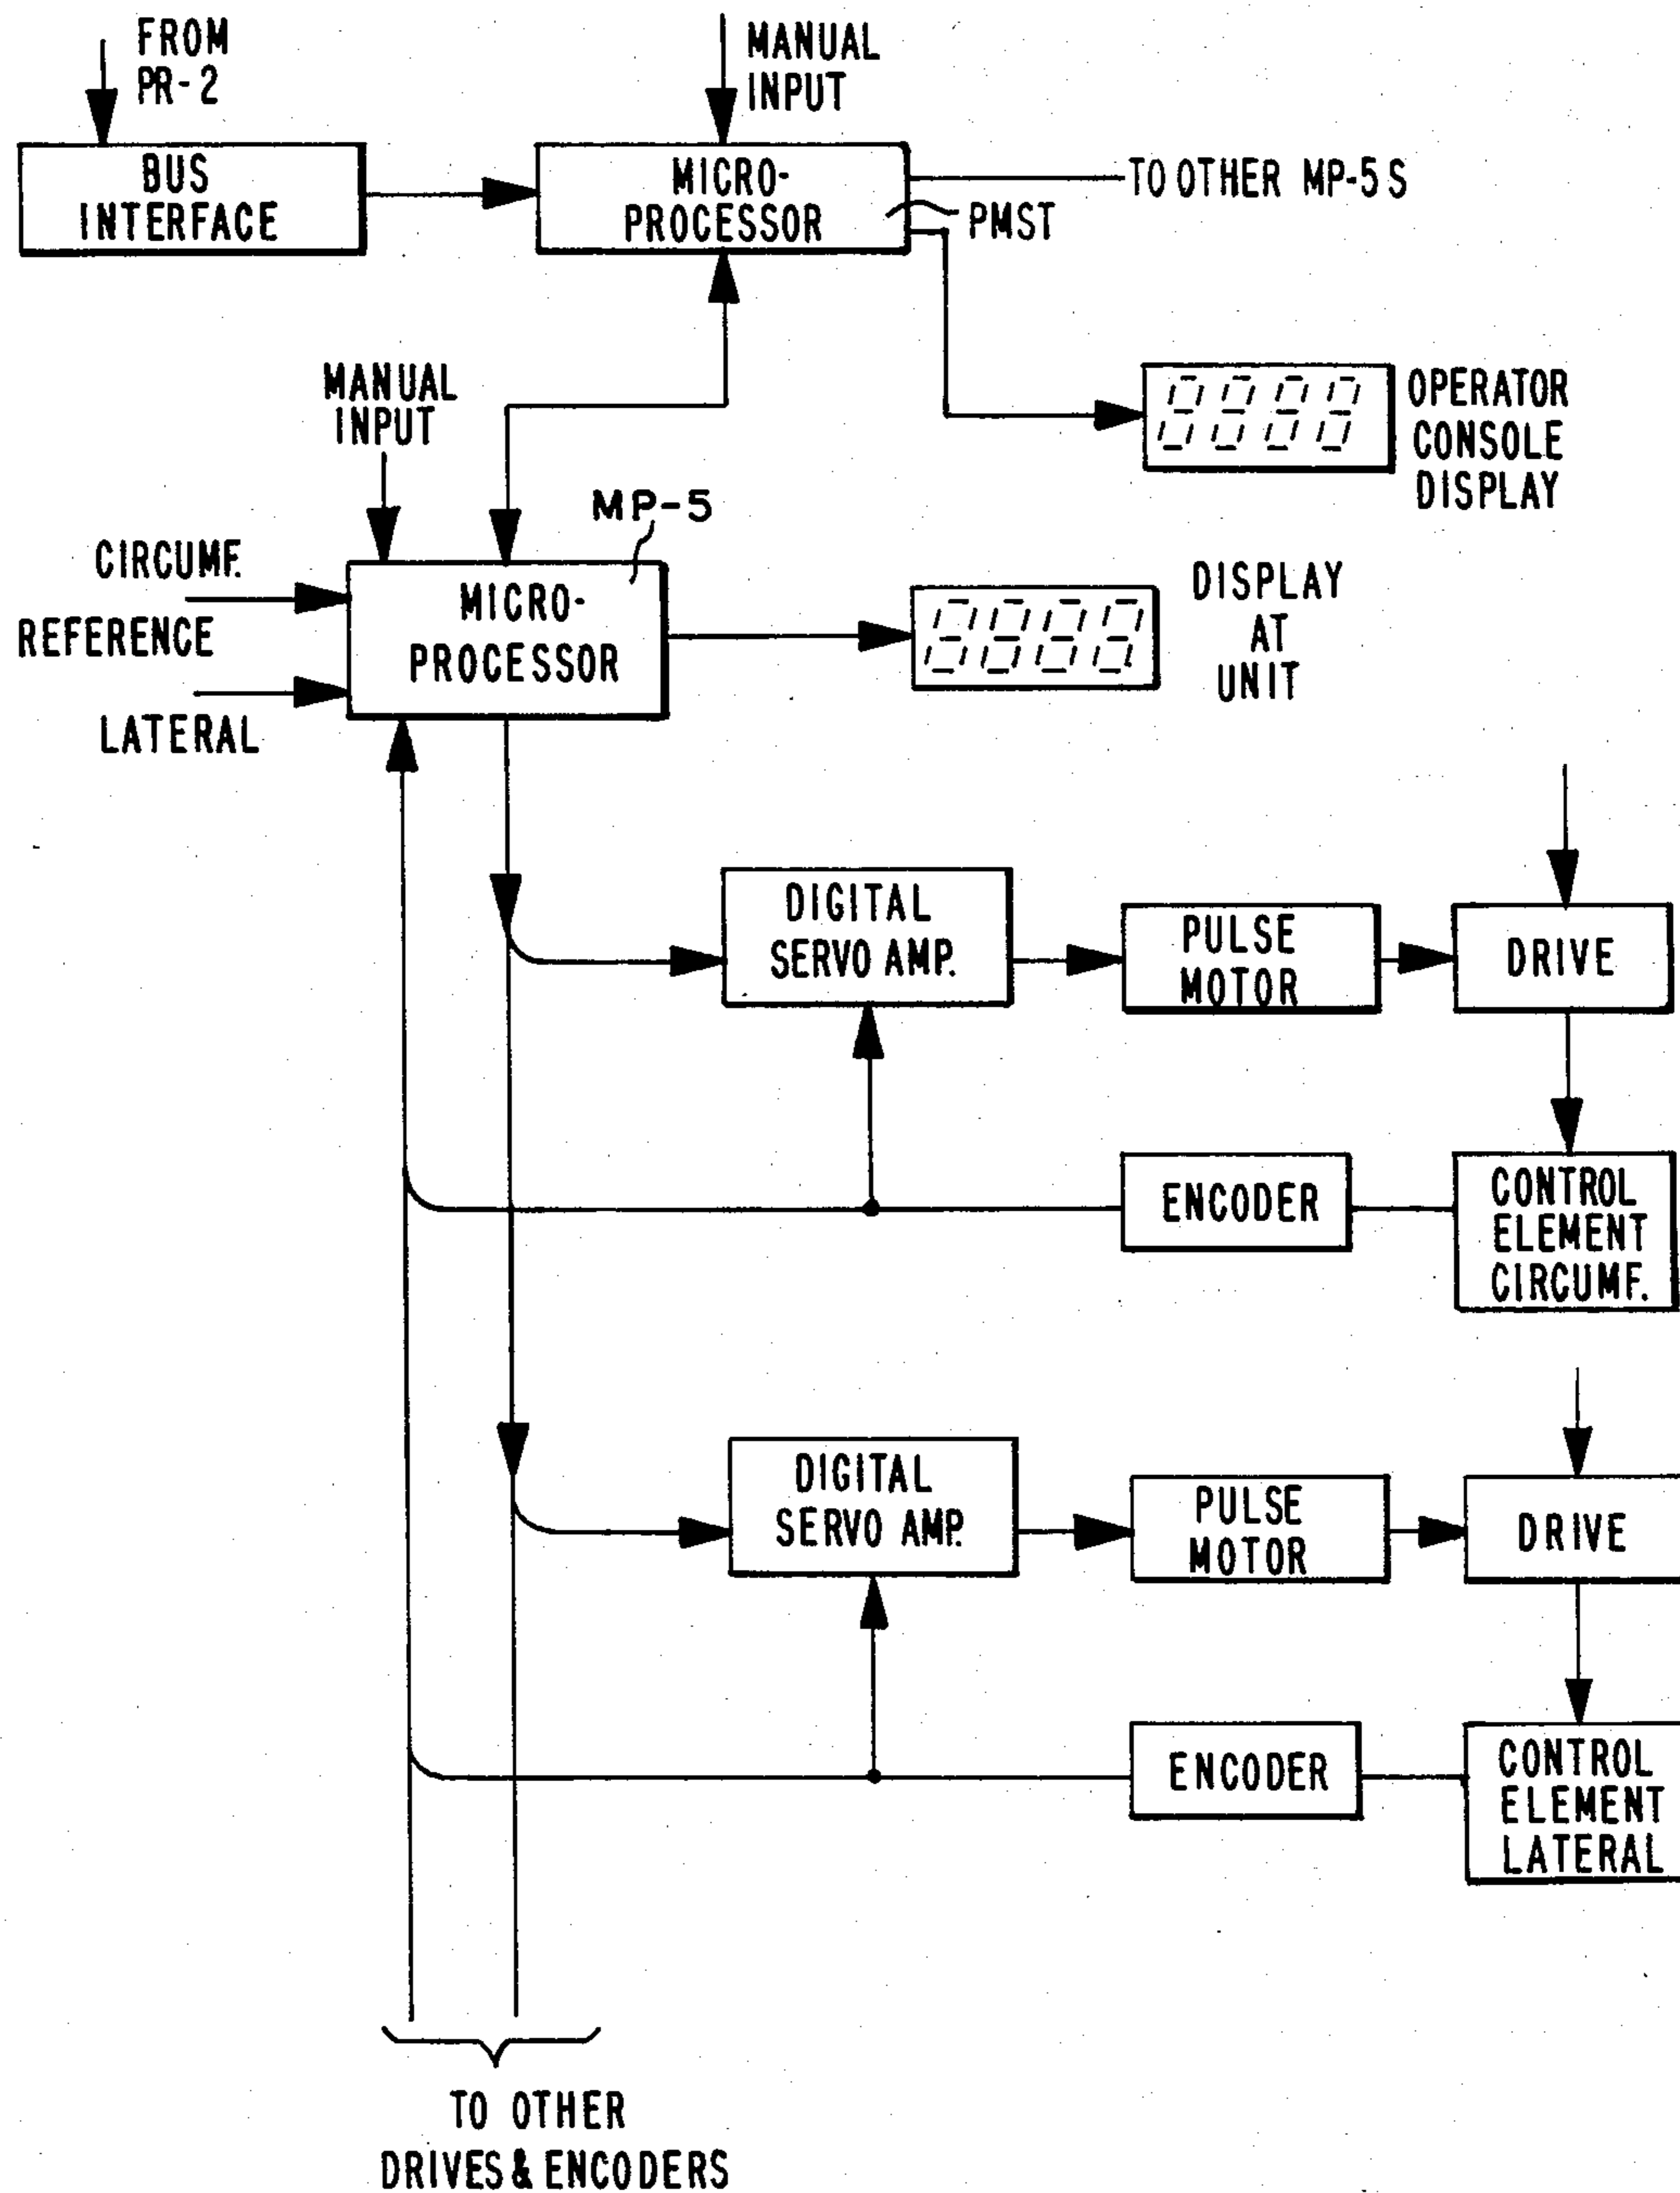 FROM
PR-2
MANUAL
INPUT
BUS
INTERFACE
MICRO-
PROCESSOR
TO OTHER MP-5 S
PMST
MANUAL
INPUT
OPERATOR
CONSOLE
DISPLAY
MP-5
CIRCUMF.
REFERENCE
LATERAL
MICRO-
PROCESSOR
DISPLAY
AT
UNIT
DIGITAL
SERVO AMP.
PULSE
MOTOR
DRIVE
ENCODER
CONTROL
ELEMENT
CIRCUMF.
DIGITAL
SERVO AMP.
PULSE
MOTOR
DRIVE
ENCODER
CONTROL
ELEMENT
LATERAL
TO OTHER
DRIVES & ENCODERS